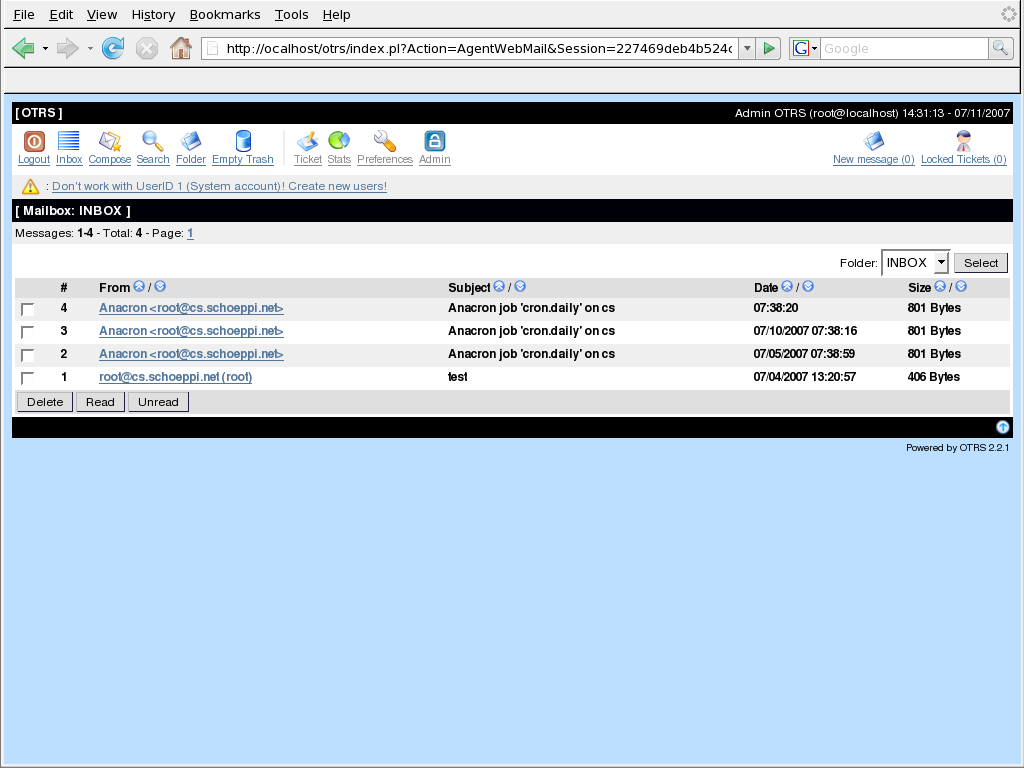 File Edit View History Bookmarks Tools Help
http://ocalhost/otrs/index.pl?Action=AgentWebMail&Session=227469deb4b524c
G Google
[ OTRS ] Admin OTRS (root@localhost) 14:31:13 - 07/11/2007
Logout Inbox Compose Search Folder Empty Trash Ticket Stats Preferences Admin New message (0) Locked Tickets (0)
: Don't work with UserID 1 (System account)! Create new users!
[ Mailbox: INBOX ]
Messages: 1-4 - Total: 4 - Page: 1
Folder: INBOX Select
# From / Subject / Date / Size /
4 Anacron <root@cs.schoeppi.net> Anacron job 'cron.daily' on cs 07:38:20 801 Bytes
3 Anacron <root@cs.schoeppi.net> Anacron job 'cron.daily' on cs 07/10/2007 07:38:16 801 Bytes
2 Anacron <root@cs.schoeppi.net> Anacron job 'cron.daily' on cs 07/05/2007 07:38:59 801 Bytes
1 root@cs.schoeppi.net (root) test 07/04/2007 13:20:57 406 Bytes
Delete Read Unread
Powered by OTRS 2.2.1